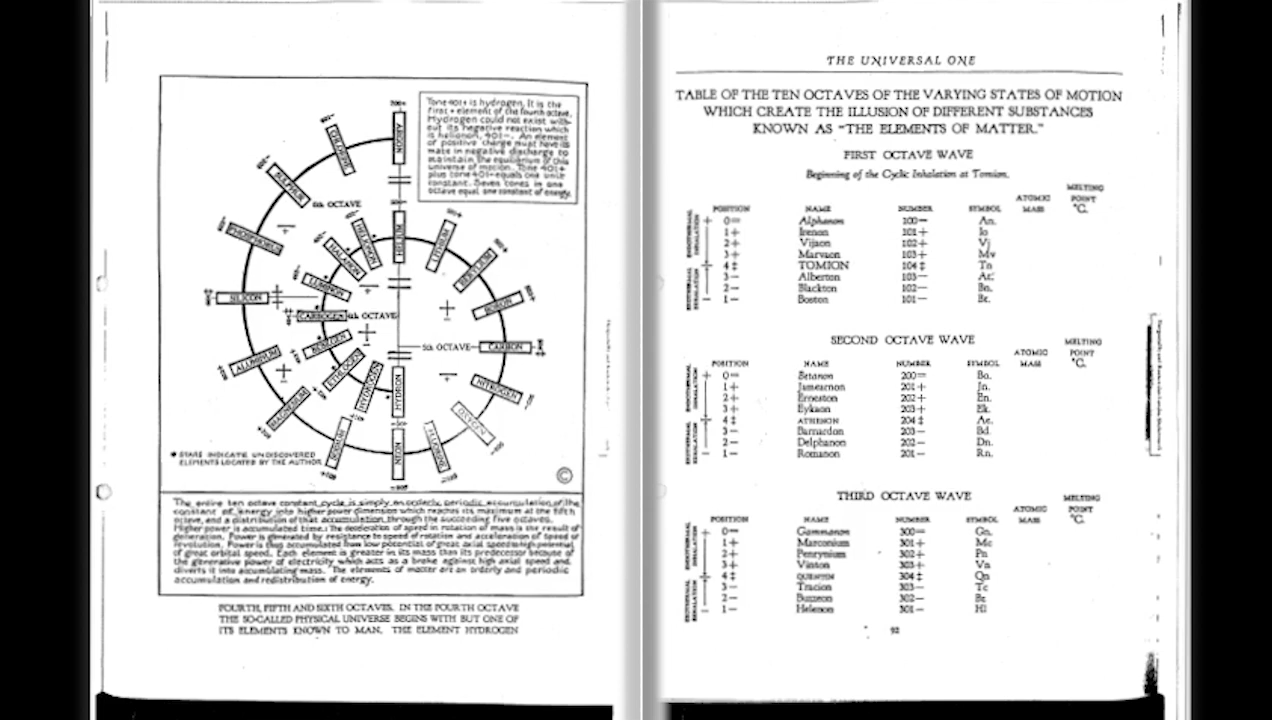 Tone 401+ is hydrogen. It is the
first + element of the fourth octave.
Hydrogen could not exist with-
out its negative reaction which
is helionon, 401-. An element
of positive charge must have its
mate in negative discharge to
maintain the equilibrium of this
universe of motion. Tone 401+
plus tone 401- equals one unit
constant. Seven tones in one
octave equal one constant of energy.
ARGON
CHLORINE
SULPHUR
6th OCTAVE
PHOSPHORUS
HELIONON
HELIUM
LITHIUM
HALANON
BERYLLIUM
LUMINON
BORON
SILICON
CARBOGEN
4th OCTAVE
5th OCTAVE
CARBON
BEBEGEN
ALUMINUM
ETHLOGEN
HYDROGEN
HYDRON
NITROGEN
MAGNESIUM
OXYGEN
SODIUM
NEON
FLUORINE
* STARS INDICATE UNDISCOVERED
ELEMENTS LOCATED BY THE AUTHOR
©
The entire ten octave constant cycle is simply an orderly, periodic accumulation of the
constant of energy into higher power dimension which reaches its maximum at the fifth
octave, and a distribution of that accumulation through the succeeding five octaves.
Higher power is accumulated time. The deceleration of speed in rotation of mass is the result of
generation. Power is generated by resistance to speed of rotation and acceleration of speed of
revolution. Power is thus accumulated from low potential of great axial speed to high potential
of great orbital speed. Each element is greater in its mass than its predecessor because of
the generative power of electricity which acts as a brake against high axial speed and
diverts it into accumulating mass. The elements of matter are an orderly and periodic
accumulation and redistribution of energy.
FOURTH, FIFTH AND SIXTH OCTAVES. IN THE FOURTH OCTAVE
THE SO-CALLED PHYSICAL UNIVERSE BEGINS WITH BUT ONE OF
ITS ELEMENTS KNOWN TO MAN. THE ELEMENT HYDROGEN
THE UNIVERSAL ONE
TABLE OF THE TEN OCTAVES OF THE VARYING STATES OF MOTION
WHICH CREATE THE ILLUSION OF DIFFERENT SUBSTANCES
KNOWN AS "THE ELEMENTS OF MATTER."
FIRST OCTAVE WAVE
Beginning of the Cyclic Inhalation at Tomion.
POSITION NAME NUMBER SYMBOL ATOMIC MASS MELTING POINT °C.
+ 0= Alphanon 100= An.
1+ Irenon 101+ Io
2+ Vijaon 102+ Vj
3+ Marvaon 103+ Mv
4‡ TOMION 104‡ Tn
3- Alberton 103- At
2- Blackton 102- Bn.
- 1- Boston 101- Be.
SECOND OCTAVE WAVE
POSITION NAME NUMBER SYMBOL ATOMIC MASS MELTING POINT °C.
+ 0= Betanon 200= Bo.
1+ Jamearnon 201+ Jn.
2+ Erneston 202+ En.
3+ Eykaon 203+ Ek.
4‡ ATHENON 204‡ Ae.
3- Barnardon 203- Bd.
2- Delphanon 202- Dn.
- 1- Romanon 201- Rn.
THIRD OCTAVE WAVE
POSITION NAME NUMBER SYMBOL ATOMIC MASS MELTING POINT °C.
+ 0= Gammanon 300= Gn.
1+ Marconium 301+ Mc
2+ Penrynium 302+ Pn
3+ Vinton 303+ Vn
4‡ QUENTIN 304‡ Qn
3- Tracion 303- Tc
2- Buzzeon 302- Bz
- 1- Helenon 301- Hl
92